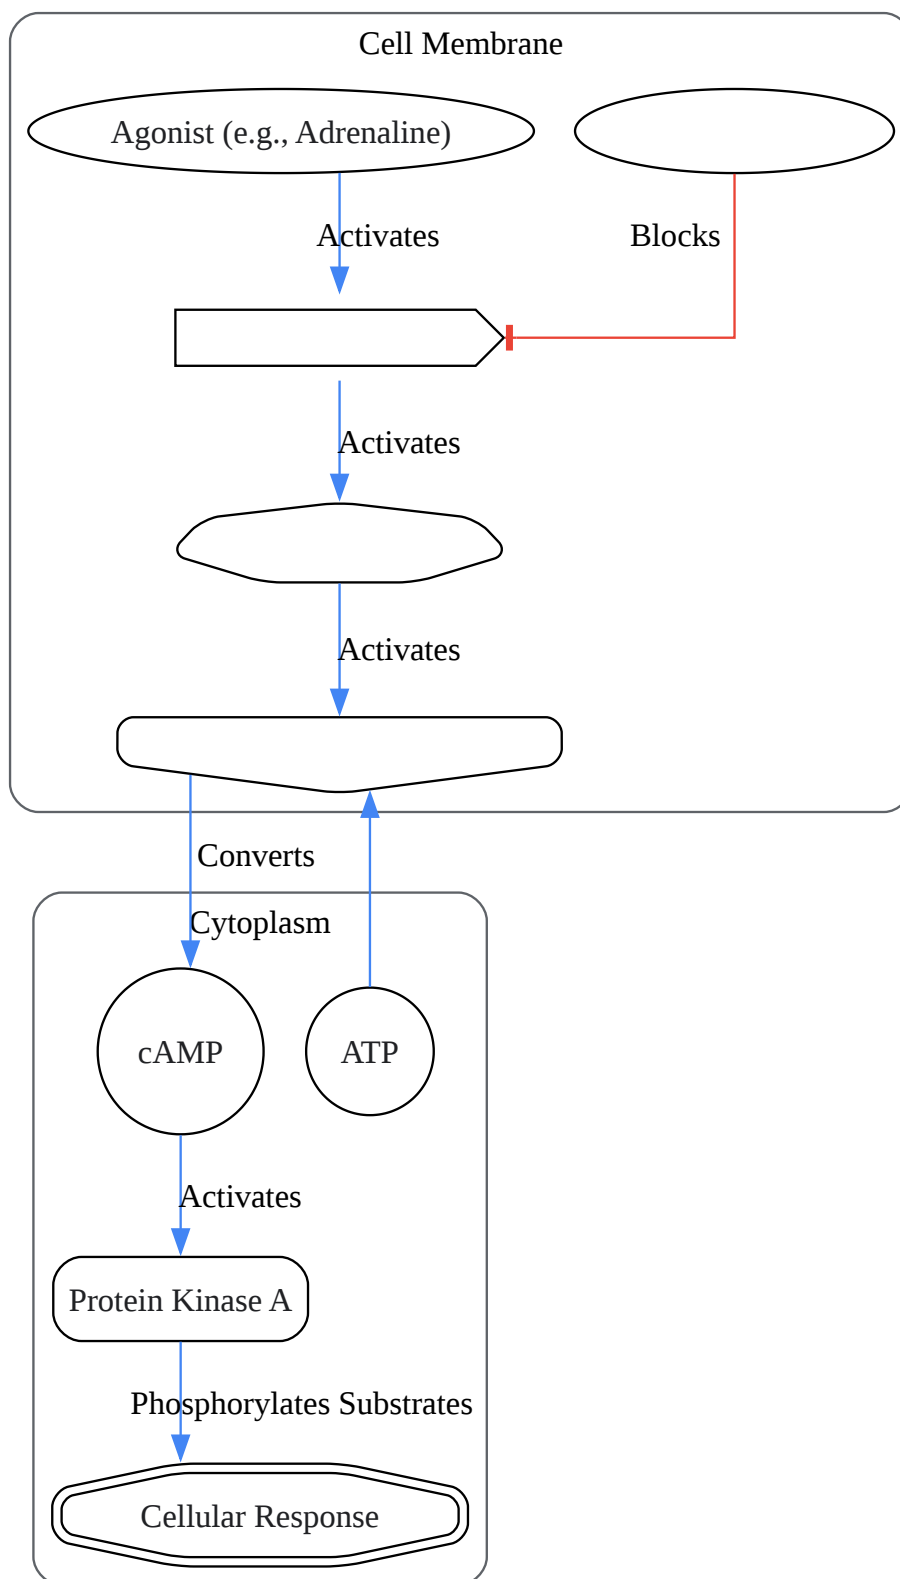 Cell Membrane
Agonist (e.g., Adrenaline)
Activates
Blocks
Activates
Activates
Converts
Cytoplasm
cAMP
ATP
Activates
Protein Kinase A
Phosphorylates Substrates
Cellular Response